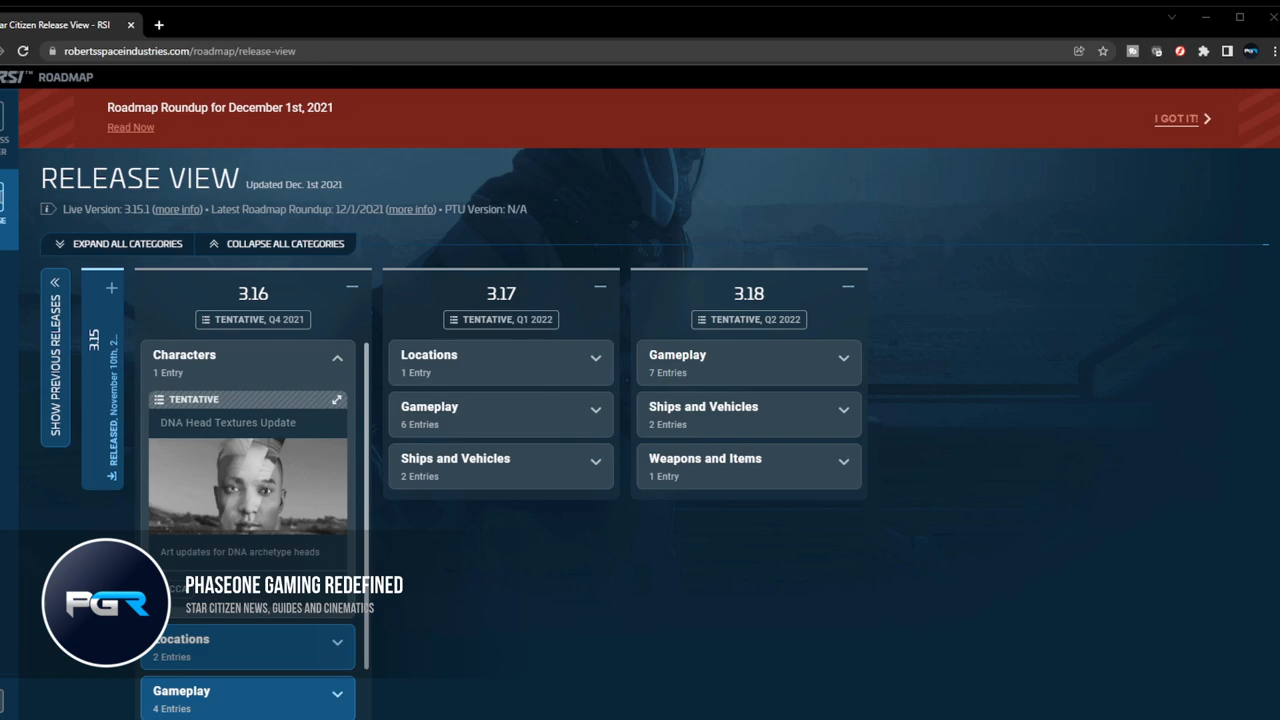 ar Citizen Release View - RSI
robertsspaceindustries.com/roadmap/release-view
RSI™ ROADMAP
Roadmap Roundup for December 1st, 2021
Read Now
I GOT IT!
RELEASE VIEW Updated Dec. 1st 2021
Live Version: 3.15.1 (more info) • Latest Roadmap Roundup: 12/1/2021 (more info) • PTU Version: N/A
EXPAND ALL CATEGORIES
COLLAPSE ALL CATEGORIES
SHOW PREVIOUS RELEASES
3.15
RELEASED, November 10th, 2...
3.16
TENTATIVE, Q4 2021
Characters
1 Entry
TENTATIVE
DNA Head Textures Update
Art updates for DNA archetype heads
Locations
2 Entries
Gameplay
4 Entries
3.17
TENTATIVE, Q1 2022
Locations
1 Entry
Gameplay
6 Entries
Ships and Vehicles
2 Entries
3.18
TENTATIVE, Q2 2022
Gameplay
7 Entries
Ships and Vehicles
2 Entries
Weapons and Items
1 Entry
PGR
PHASEONE GAMING REDEFINED
STAR CITIZEN NEWS, GUIDES AND CINEMATICS